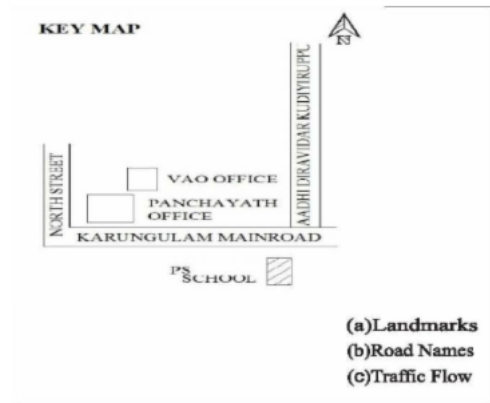 KEY MAP
N
AADHI DIRAVIDAR KUDIYIRUPPU
NORTH STREET
VAO OFFICE
PANCHAYATH
OFFICE
KARUNGULAM MAINROAD
PS
SCHOOL
(a)Landmarks
(b)Road Names
(c)Traffic Flow